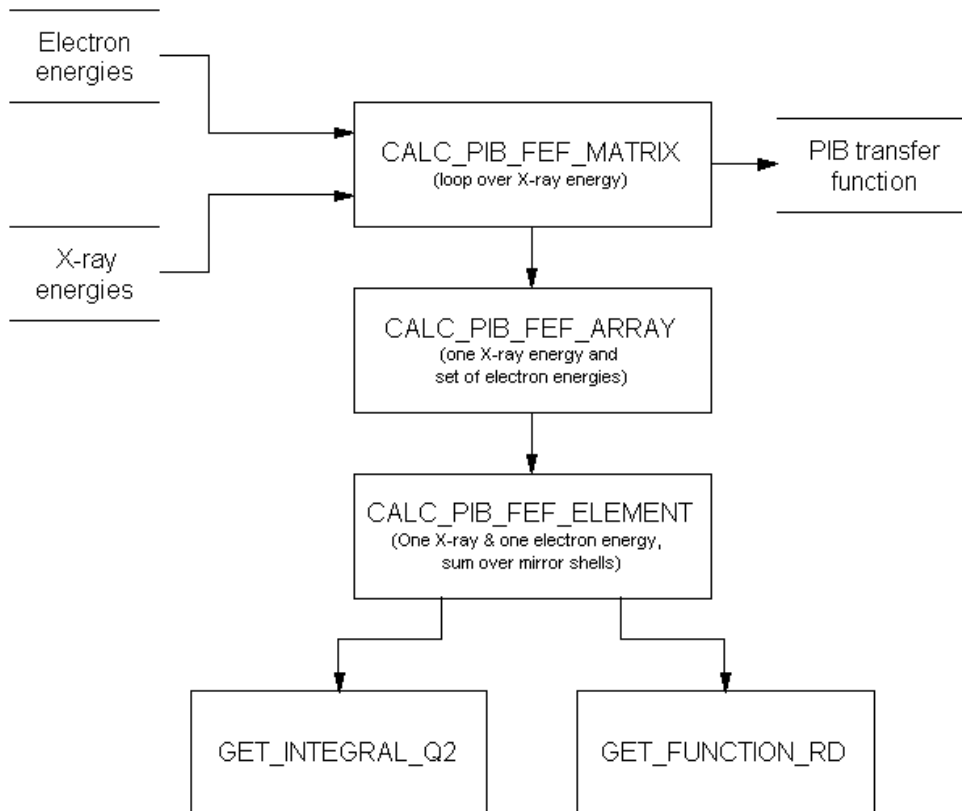 Electron
energies
CALC_PIB_FEF_MATRIX
(loop over X-ray energy)
PIB transfer
function
X-ray
energies
CALC_PIB_FEF_ARRAY
(one X-ray energy and
set of electron energies)
CALC_PIB_FEF_ELEMENT
(One X-ray & one electron energy,
sum over mirror shells)
GET_INTEGRAL_Q2
GET_FUNCTION_RD